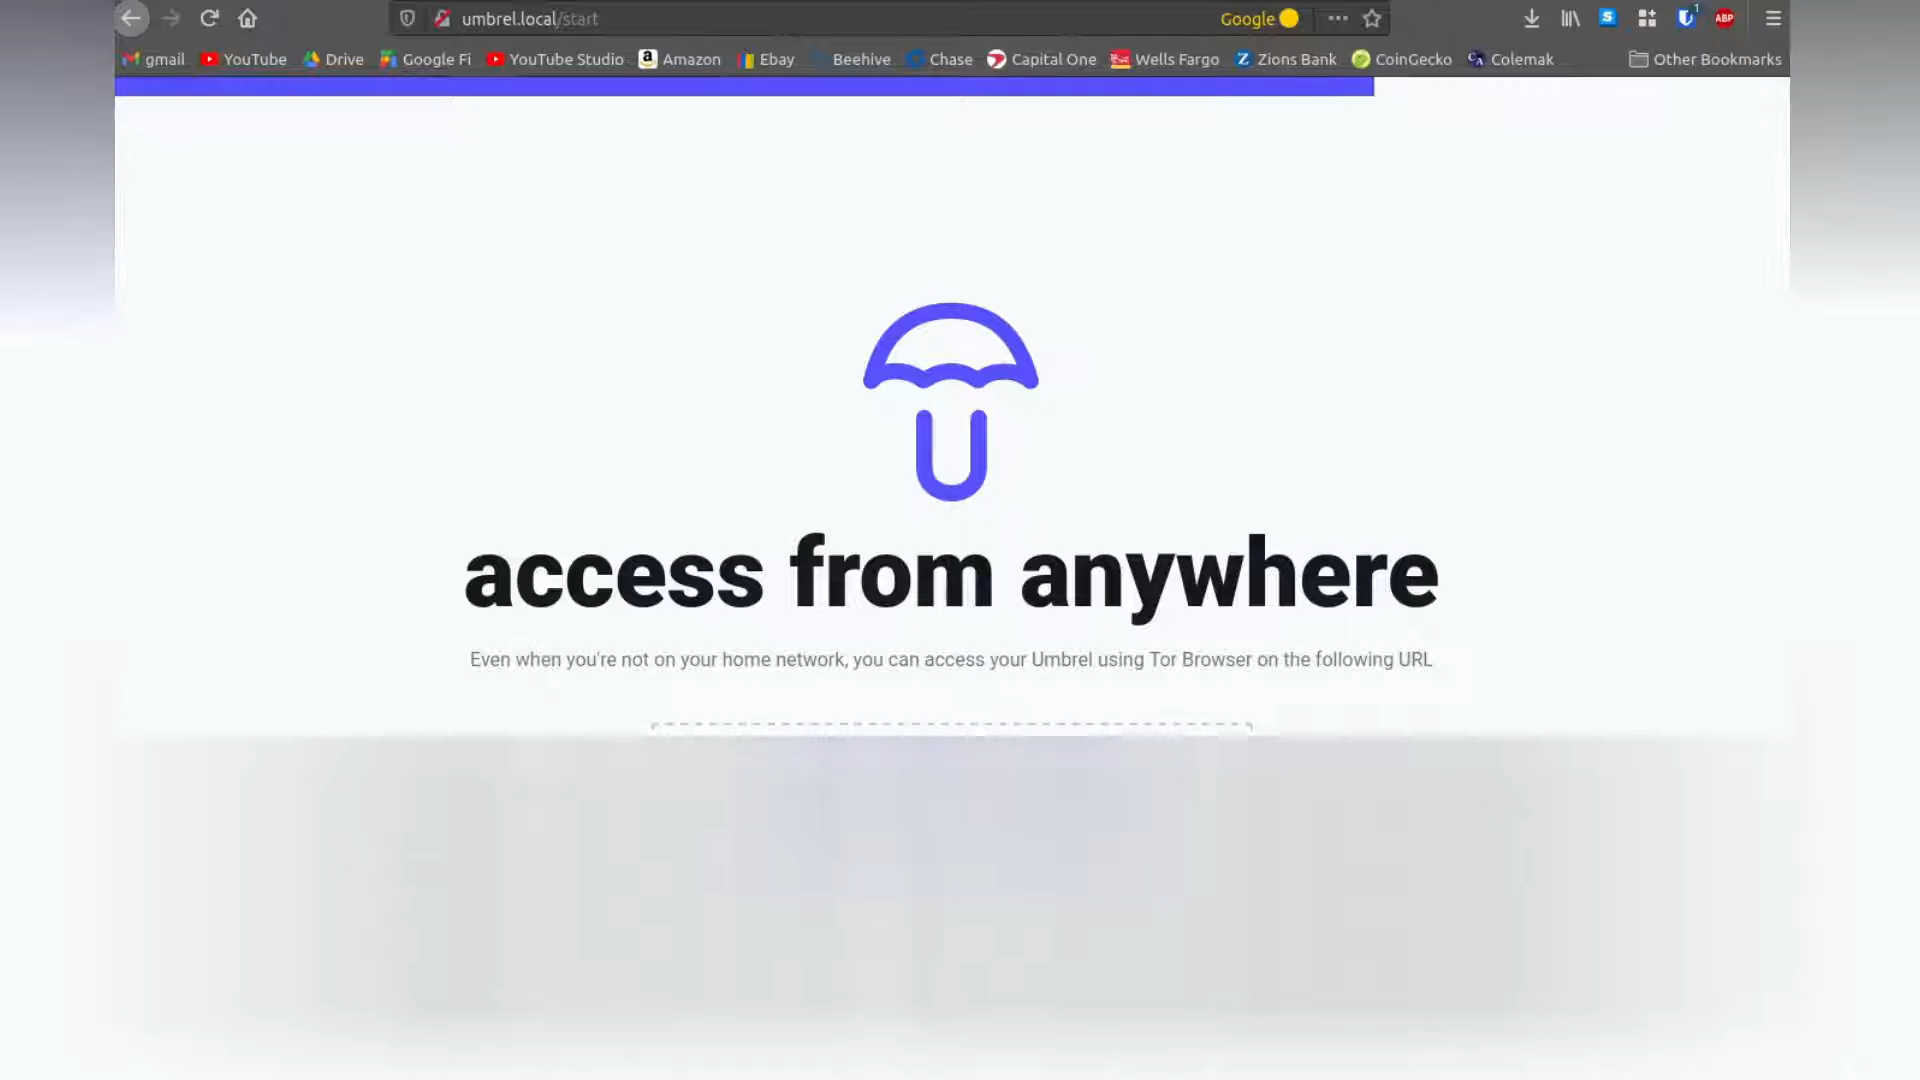 umbrel.local/start
Google
1
ABP
gmail YouTube Drive Google Fi YouTube Studio Amazon Ebay Beehive Chase Capital One Wells Fargo Zions Bank CoinGecko Colemak Other Bookmarks
access from anywhere
Even when you're not on your home network, you can access your Umbrel using Tor Browser on the following URL